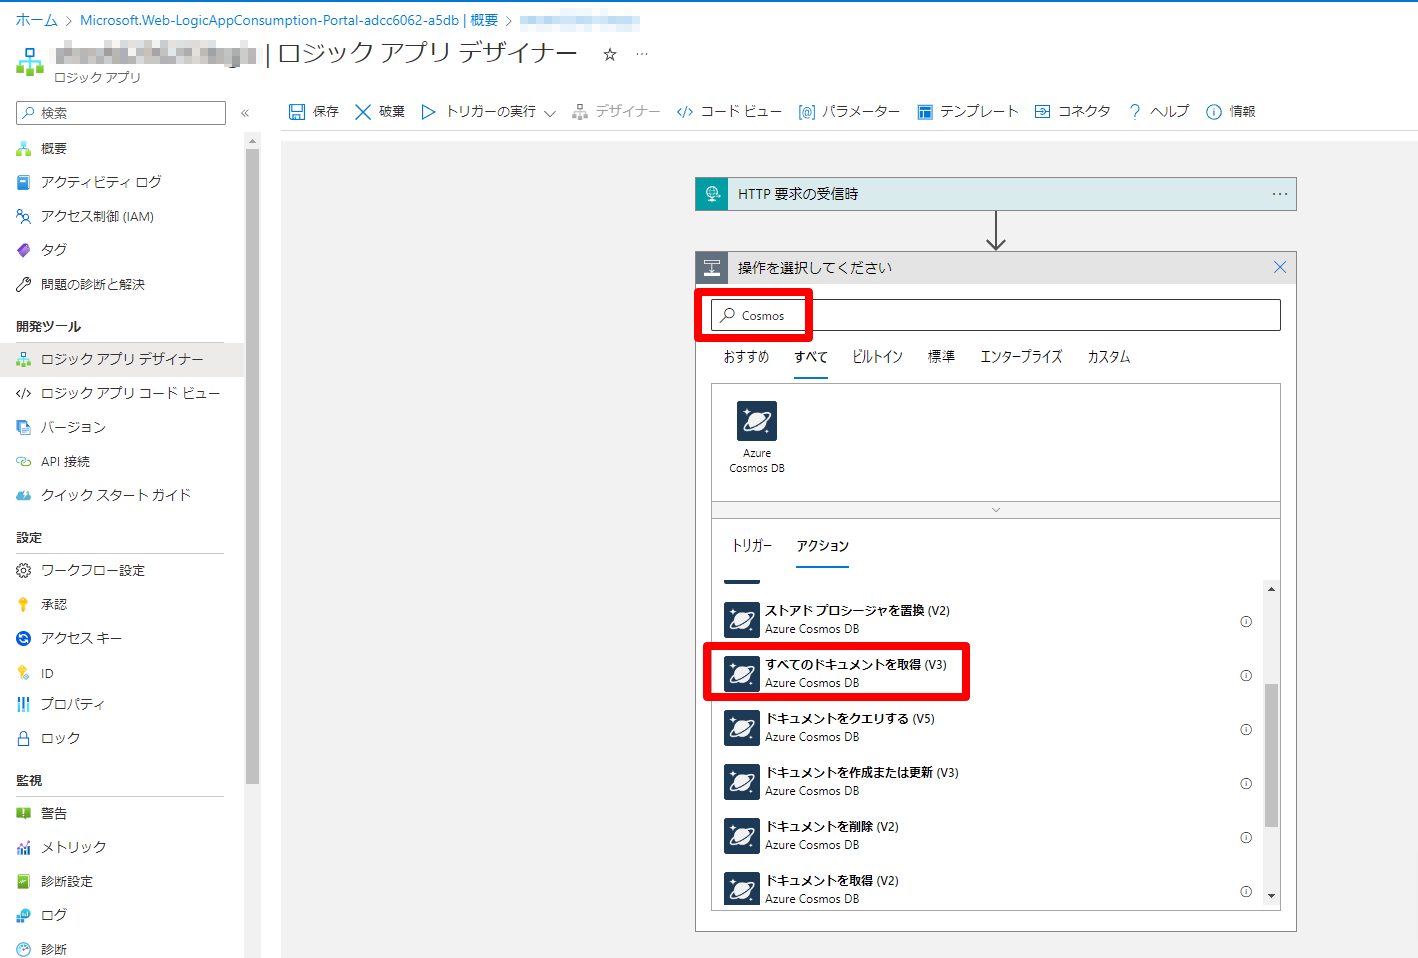 ホーム > Microsoft.Web-LogicAppConsumption-Portal-adcc6062-a5db | 概要 >
| ロジック アプリ デザイナー
ロジック アプリ
検索
概要
アクティビティ ログ
アクセス制御 (IAM)
タグ
問題の診断と解決
開発ツール
ロジック アプリ デザイナー
ロジック アプリ コード ビュー
バージョン
API 接続
クイック スタート ガイド
設定
ワークフロー設定
承認
アクセス キー
ID
プロパティ
ロック
監視
警告
メトリック
診断設定
ログ
診断
保存 破棄 トリガーの実行 デザイナー コード ビュー パラメーター テンプレート コネクタ ヘルプ 情報
HTTP 要求の受信時
操作を選択してください
Cosmos
おすすめ すべて ビルトイン 標準 エンタープライズ カスタム
Azure
Cosmos DB
トリガー アクション
ストアド プロシージャを置換 (V2)
Azure Cosmos DB
すべてのドキュメントを取得 (V3)
Azure Cosmos DB
ドキュメントをクエリする (V5)
Azure Cosmos DB
ドキュメントを作成または更新 (V3)
Azure Cosmos DB
ドキュメントを削除 (V2)
Azure Cosmos DB
ドキュメントを取得 (V2)
Azure Cosmos DB